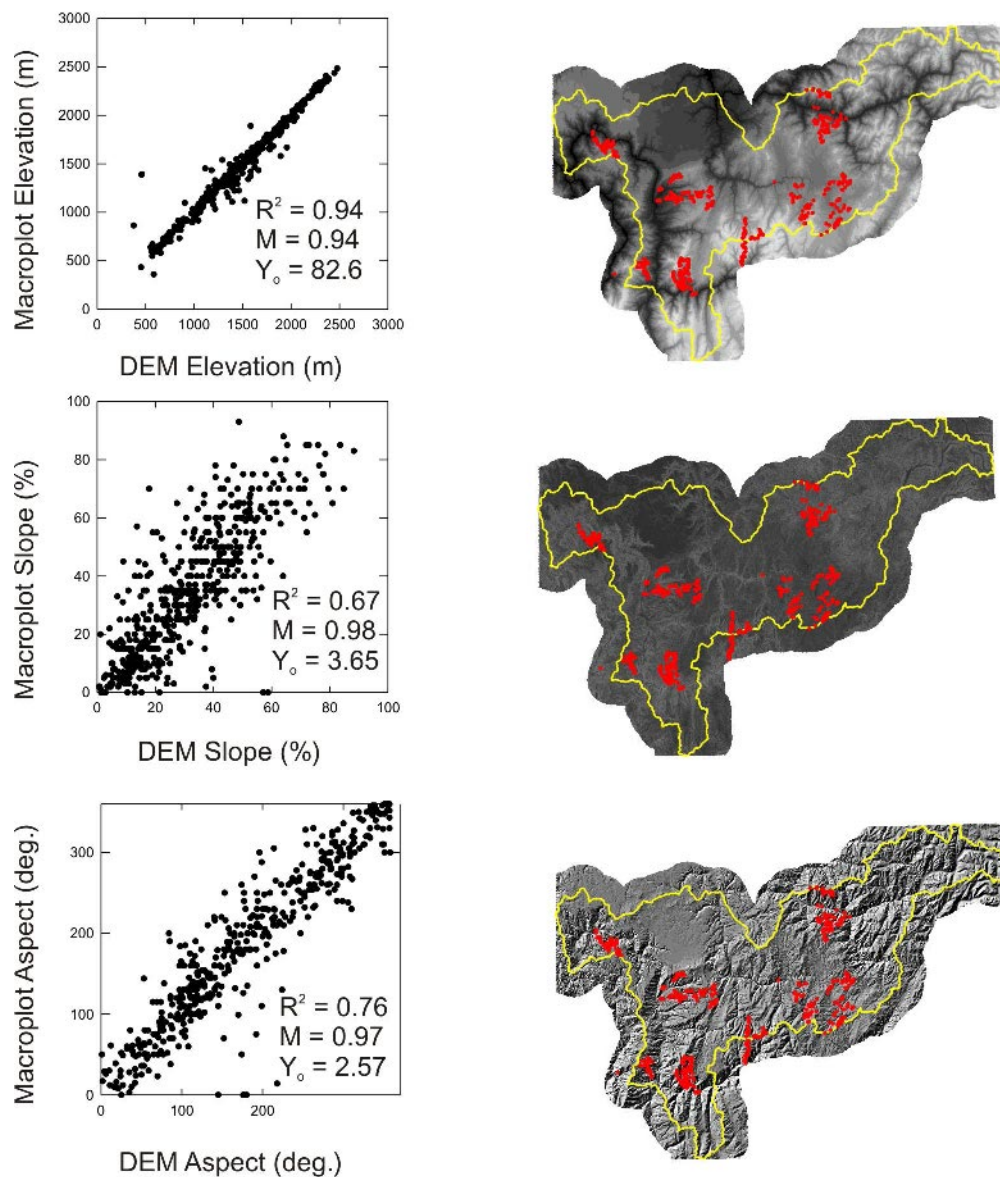 Macroplot Elevation (m)
3000
2500
2000
1500
1000
500
0
R² = 0.94
M = 0.94
Yₒ = 82.6
0 500 1000 1500 2000 2500 3000
DEM Elevation (m)
Macroplot Slope (%)
100
80
60
40
20
0
R² = 0.67
M = 0.98
Yₒ = 3.65
0 20 40 60 80 100
DEM Slope (%)
Macroplot Aspect (deg.)
300
200
100
0
R² = 0.76
M = 0.97
Yₒ = 2.57
0 100 200
DEM Aspect (deg.)